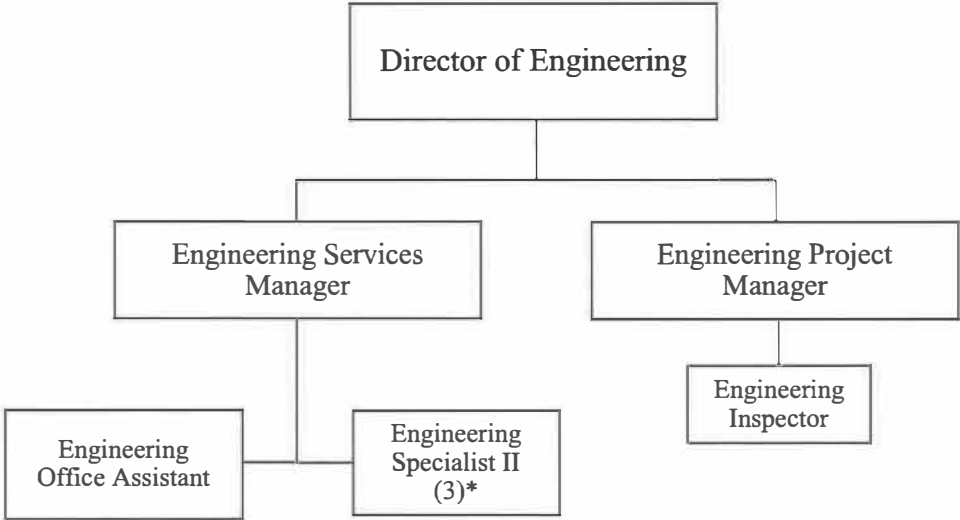 Director of Engineering
Engineering Services
Manager
Engineering Project
Manager
Engineering
Inspector
Engineering
Office Assistant
Engineering
Specialist II
(3)*